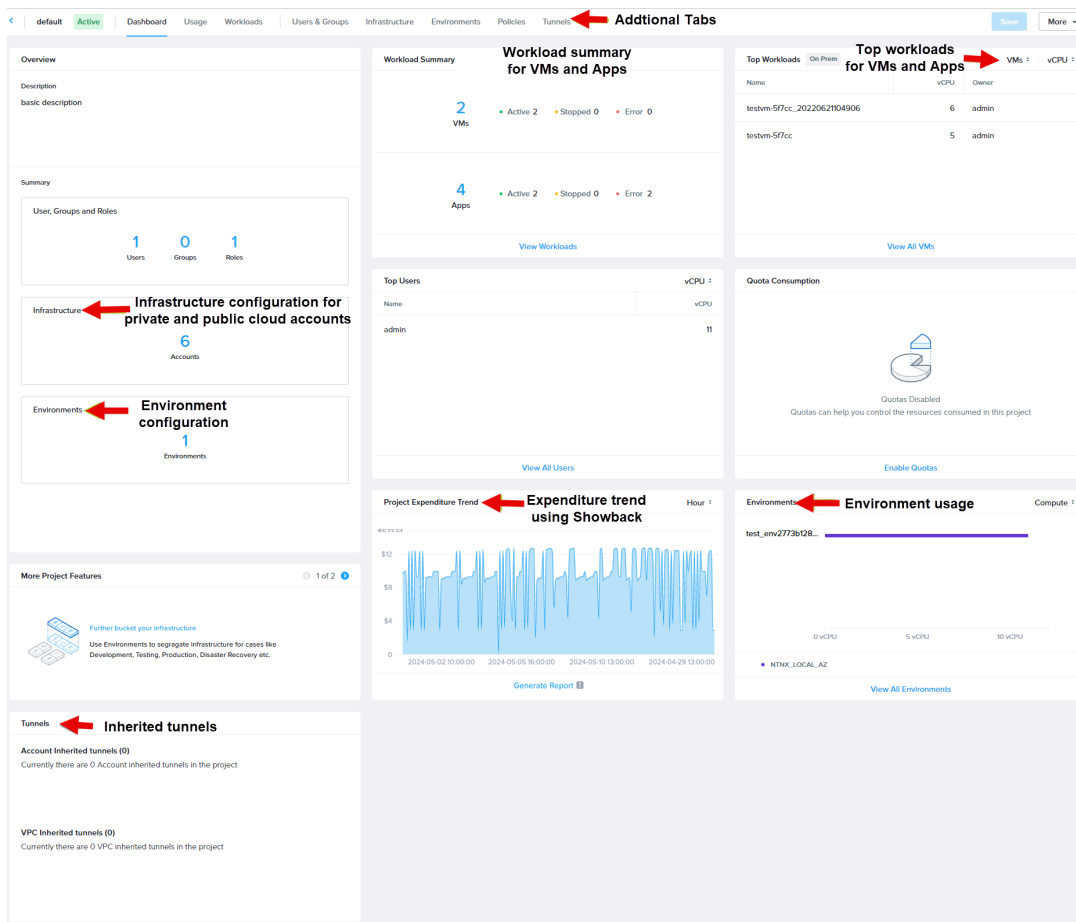 default Active Dashboard Usage Workloads Users & Groups Infrastructure Environments Policies Tunnels Addtional Tabs Save More
Overview
Description
basic description
Summary
User, Groups and Roles
1 0 1
Users Groups Roles
Infrastructure
Infrastructure configuration for
private and public cloud accounts
6
Accounts
Environments
Environment
configuration
1
Environments
More Project Features
1 of 2
Further bucket your infrastructure
Use Environments to segragate infrastructure for cases like
Development, Testing, Production, Disaster Recovery etc.
Tunnels
Inherited tunnels
Account Inherited tunnels (0)
Currently there are 0 Account inherited tunnels in the project
VPC Inherited tunnels (0)
Currently there are 0 VPC inherited tunnels in the project
Workload Summary
Workload summary
for VMs and Apps
2
VMs
Active 2 Stopped 0 Error 0
4
Apps
Active 2 Stopped 0 Error 2
View Workloads
Top Users
vCPU
Name vCPU
admin 11
View All Users
Project Expenditure Trend
Expenditure trend
using Showback
Hour
$12
$8
$4
0
2024-05-02 10:00:00 2024-05-05 16:00:00 2024-05-10 13:00:00 2024-04-29 13:00:00
Generate Report
Top Workloads On Prem
Top workloads
for VMs and Apps
VMs vCPU
Name vCPU Owner
testvm-5f7cc_20220621104906 6 admin
testvm-5f7cc 5 admin
View All VMs
Quota Consumption
Quotas Disabled
Quotas can help you control the resources consumed in this project
Enable Quotas
Environments
Environment usage
Compute
test_env2773b128...
0 vCPU 5 vCPU 10 vCPU
NTNX_LOCAL_AZ
View All Environments